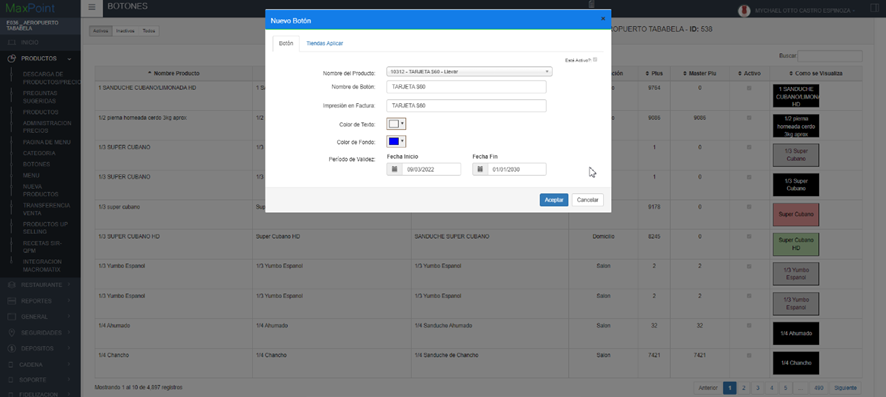 MaxPoint
BOTONES
MYCHAEL OTTO CASTRO ESPINOZA
E038 _ AEROPUERTO
TABABELA
INICIO
PRODUCTOS
DESCARGA DE
PRODUCTOS/PRECIO
PREGUNTAS
SUGERIDAS
PRODUCTOS
ADMINISTRACION
PRECIOS
PAGINA DE MENU
CATEGORIA
BOTONES
MENU
NUEVA
PRODUCTOS
TRANSFERENCIA
VENTA
PRODUCTOS UP
SELLING
RECETAS SIR-
QPM
INTEGRACION
MACROMATIX
RESTAURANTE
REPORTES
GENERAL
SEGURIDADES
DEPOSITOS
CADENA
SOPORTE
FIDELIZACION
Activos Inactivos Todos
OPUERTO TABABELA - ID: 538
Nuevo Botón ×
Botón Tiendas Aplicar
Está Activo?:
Nombre del Producto: 10312 - TARJETA $60 - Llevar
Nombre de Botón: TARJETA $60
Impresión en Factura: TARJETA $60
Color de Texto:
Color de Fondo:
Período de Validez: Fecha Inicio Fecha Fin
09/03/2022 01/01/2030
Aceptar Cancelar
Buscar:
Nombre Producto ación Plus Master Plu Activo Como se Visualiza
1 SANDUCHE CUBANO/LIMONADA HD 1 S 9754 0 1 SANDUCHE
CUBANO/LIMON
HD
1/2 pierna horneada cerdo 3kg aprox 1/2 9088 9088 1/2 pierna
horneada cerdo
3kg aprox
1/3 SUPER CUBANO 1/3 1 0 1/3 Super
Cubano
1/3 SUPER CUBANO 1/3 1 0 1/3 Super
Cubano
1/3 super cubano Sup 9178 0 Super Cubano
1/3 SUPER CUBANO HD Super Cubano HD SANDUCHE SUPER CUBANO Domicilio 8245 0 Super Cubano
HD
1/3 Yumbo Espanol 1/3 Yumbo Espanol 1/3 Yumbo Espanol Salon 2 2 1/3 Yumbo
Espanol
1/3 Yumbo Espanol 1/3 Yumbo Espanol 1/3 Yumbo Espanol Salon 2 2 1/3 Yumbo
Espanol
1/4 Ahumado 1/4 Ahumado 1/4 Sanduche Ahumado Salon 32 32 1/4 Ahumado
1/4 Chancho 1/4 Chancho 1/4 Sanduche de Chancho Salon 7421 7421 1/4 Chancho
Mostrando 1 al 10 de 4,597 registros
Anterior 1 2 3 4 5 ... 460 Siguiente